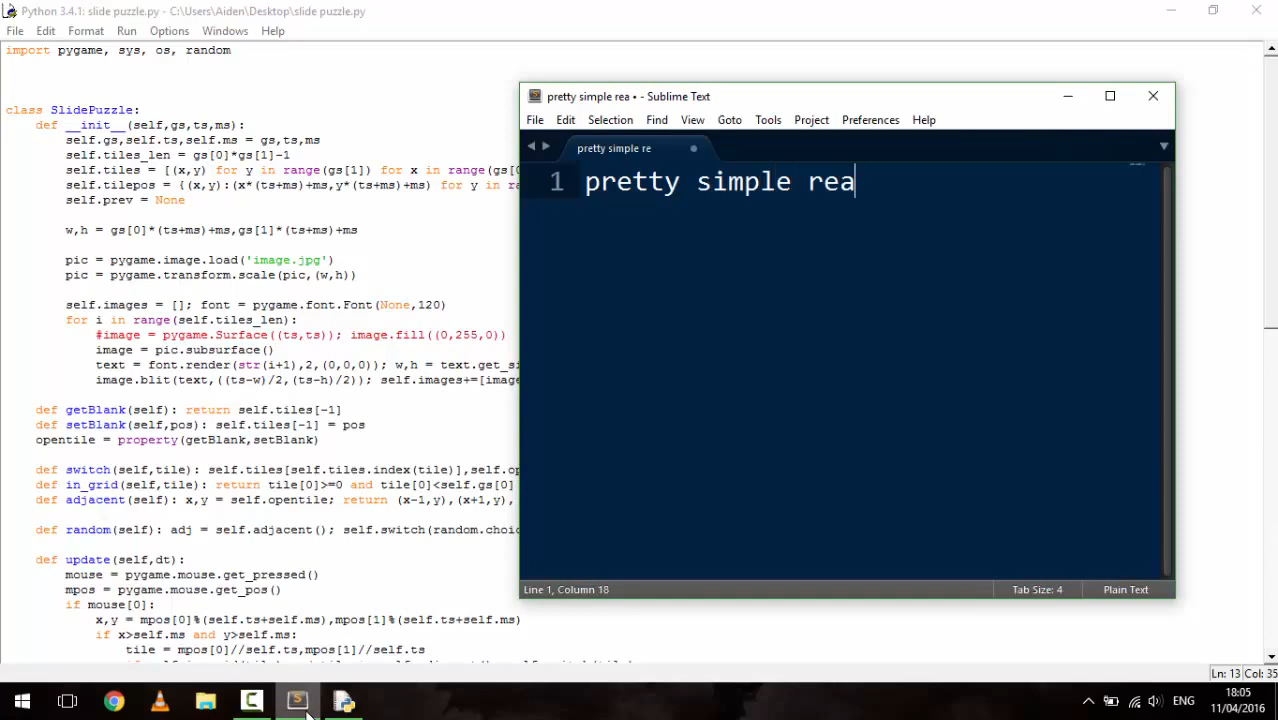 Python 3.4.1: slide puzzle.py - C:\Users\Aiden\Desktop\slide puzzle.py
File Edit Format Run Options Windows Help
import pygame, sys, os, random
class SlidePuzzle:
def __init__(self,gs,ts,ms):
self.gs,self.ts,self.ms = gs,ts,ms
self.tiles_len = gs[0]*gs[1]-1
self.tiles = [(x,y) for y in range(gs[1]) for x in range(gs[0
self.tilepos = {(x,y):(x*(ts+ms)+ms,y*(ts+ms)+ms) for y in ra
self.prev = None
w,h = gs[0]*(ts+ms)+ms,gs[1]*(ts+ms)+ms
pic = pygame.image.load('image.jpg')
pic = pygame.transform.scale(pic,(w,h))
self.images = []; font = pygame.font.Font(None,120)
for i in range(self.tiles_len):
#image = pygame.Surface((ts,ts)); image.fill((0,255,0))
image = pic.subsurface()
text = font.render(str(i+1),2,(0,0,0)); w,h = text.get_si
image.blit(text,((ts-w)/2,(ts-h)/2)); self.images+=[image
def getBlank(self): return self.tiles[-1]
def setBlank(self,pos): self.tiles[-1] = pos
opentile = property(getBlank,setBlank)
def switch(self,tile): self.tiles[self.tiles.index(tile)],self.op
def in_grid(self,tile): return tile[0]>=0 and tile[0]<self.gs[0]
def adjacent(self): x,y = self.opentile; return (x-1,y),(x+1,y),
def random(self): adj = self.adjacent(); self.switch(random.choic
def update(self,dt):
mouse = pygame.mouse.get_pressed()
mpos = pygame.mouse.get_pos()
if mouse[0]:
x,y = mpos[0]%(self.ts+self.ms),mpos[1]%(self.ts+self.ms)
if x>self.ms and y>self.ms:
tile = mpos[0]//self.ts,mpos[1]//self.ts
Ln: 13 Col: 35
pretty simple rea • - Sublime Text
File Edit Selection Find View Goto Tools Project Preferences Help
pretty simple re
1 pretty simple rea
Line 1, Column 18 Tab Size: 4 Plain Text
ENG
18:05
11/04/2016